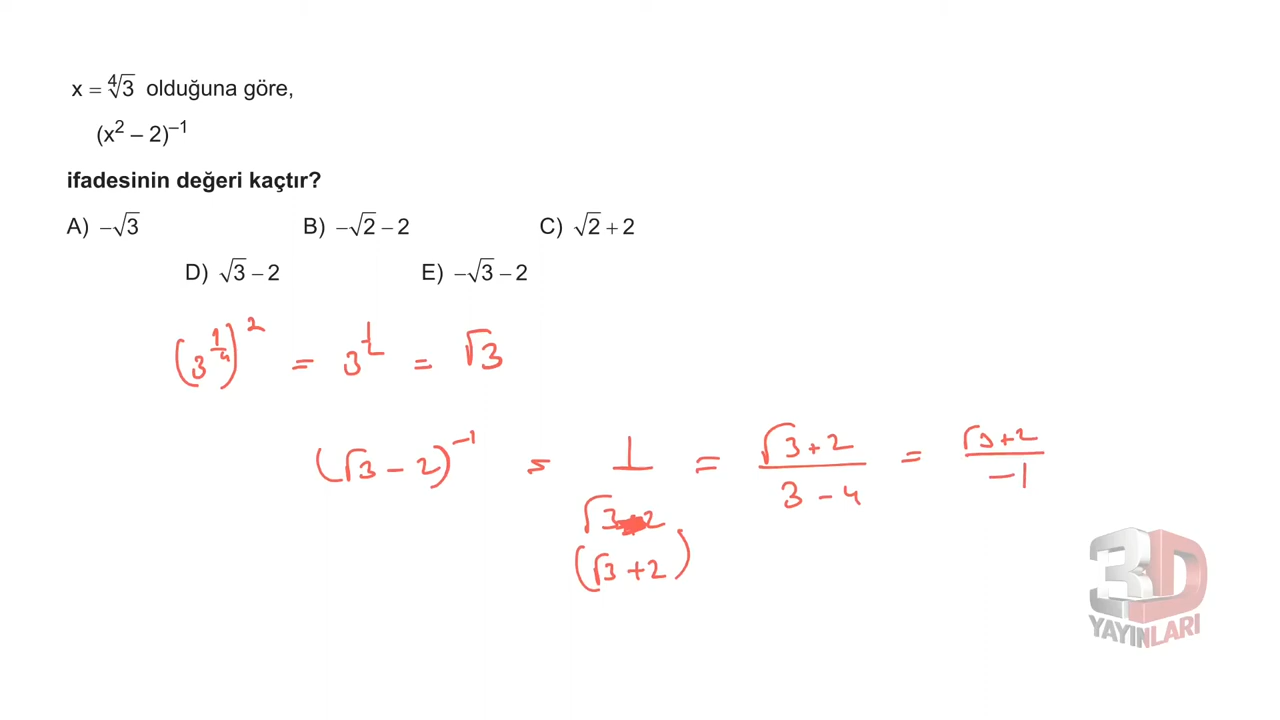 x = ∜3 olduğuna göre,
(x² – 2)⁻¹
ifadesinin değeri kaçtır?
A) –√3 B) –√2 – 2 C) √2 + 2
D) √3 – 2 E) –√3 – 2
(3^(1/4))² = 3^(1/2) = √3
(√3 – 2)⁻¹ = 1/(√3 – 2) = (√3 + 2)/(3 – 4) = (√3 + 2)/–1
(√3 + 2)
3D
YAYINLARI